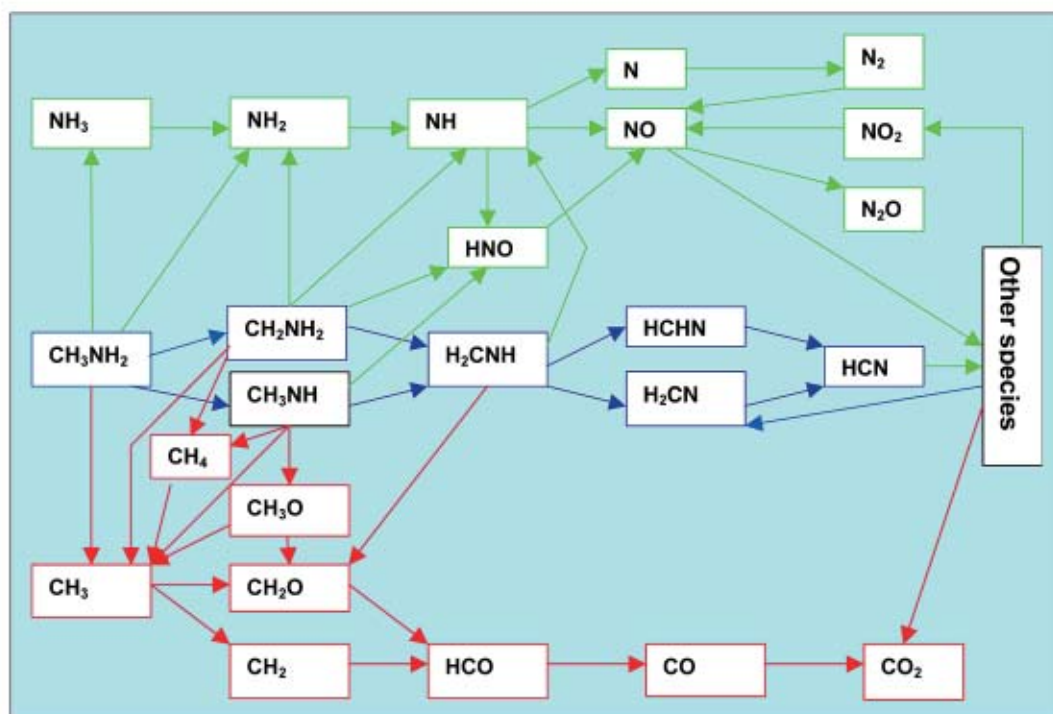 N
N₂
NH₃
NH₂
NH
NO
NO₂
N₂O
HNO
Other species
CH₃NH₂
CH₂NH₂
H₂CNH
HCHN
HCN
CH₃NH
H₂CN
CH₄
CH₃O
CH₃
CH₂O
CH₂
HCO
CO
CO₂